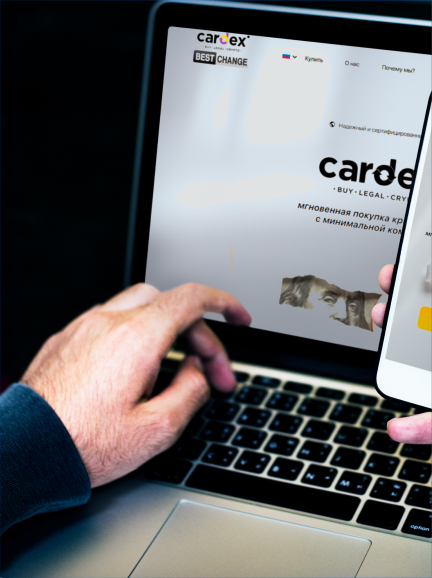 cardex
BUY · LEGAL · CRYPTO
BEST CHANGE
Купить
О нас
Почему мы?
Надежный и сертифицированн
carde
· BUY · LEGAL · CRY
мгновенная покупка кр
с минимальной ком
N
M
option